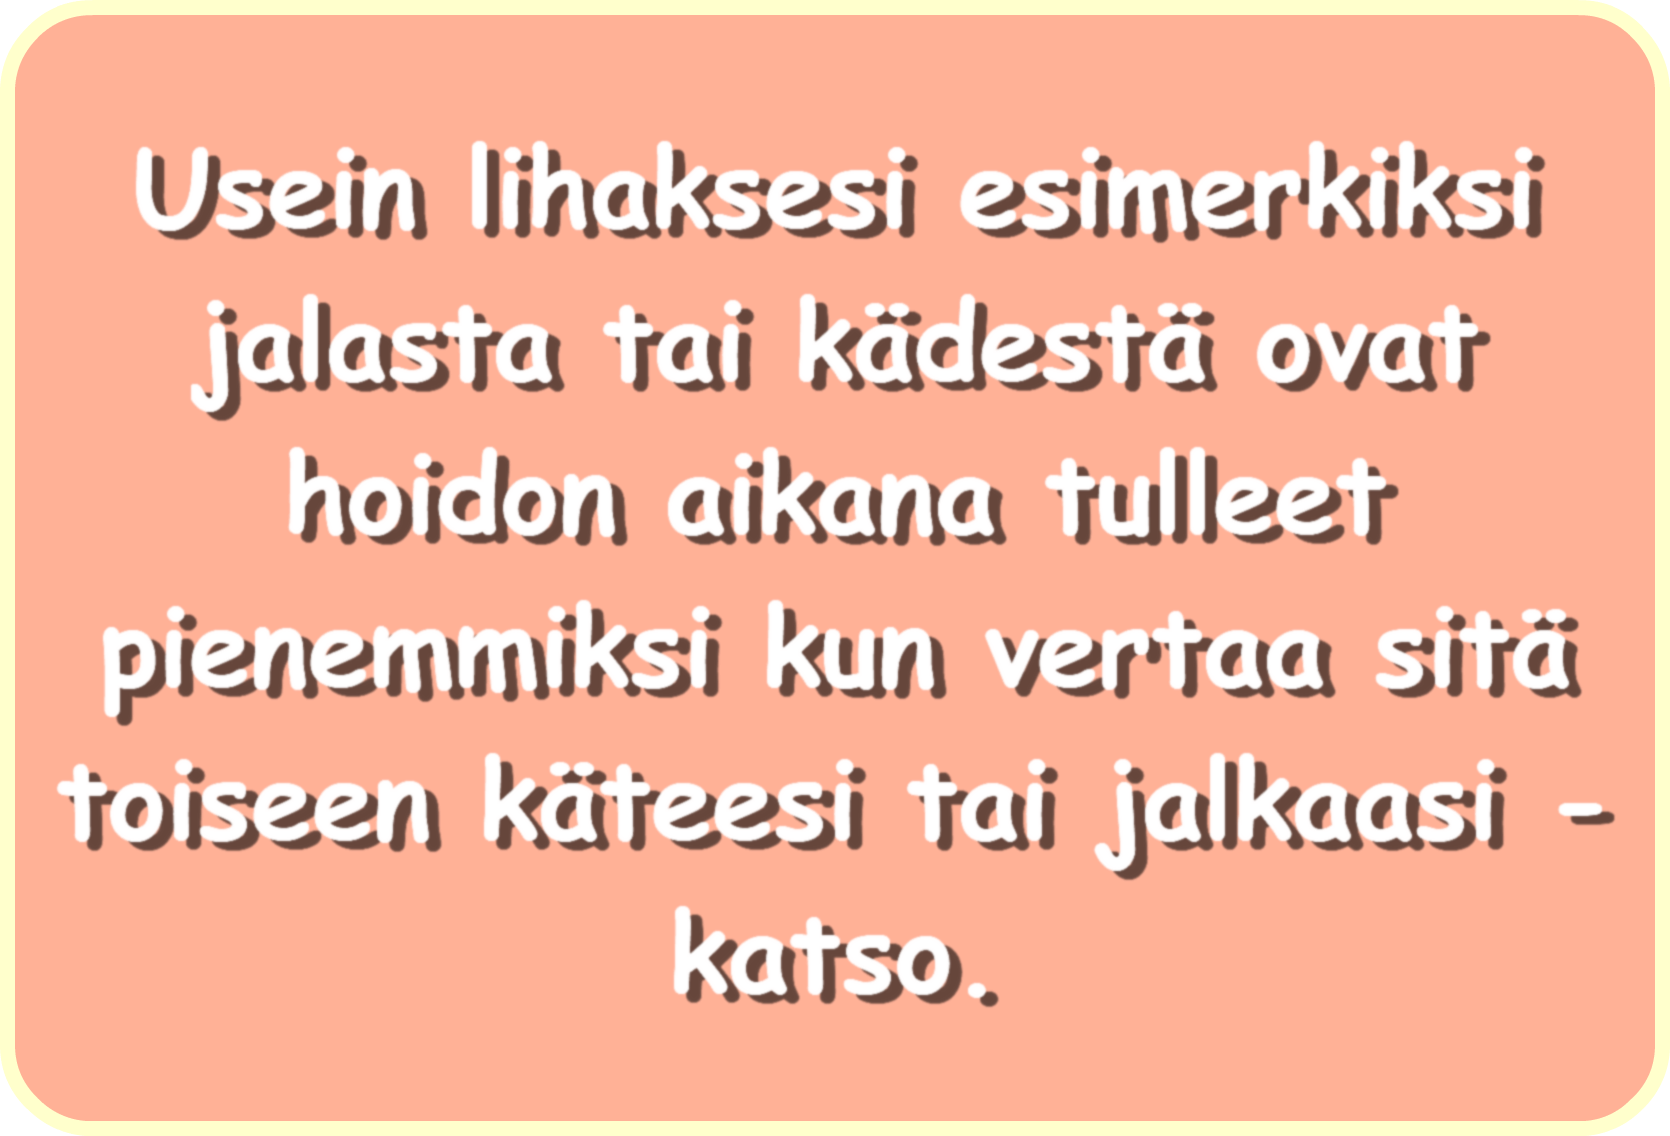 Usein lihaksesi esimerkiksi
jalasta tai kädestä ovat
hoidon aikana tulleet
pienemmiksi kun vertaa sitä
toiseen käteesi tai jalkaasi -
katso.